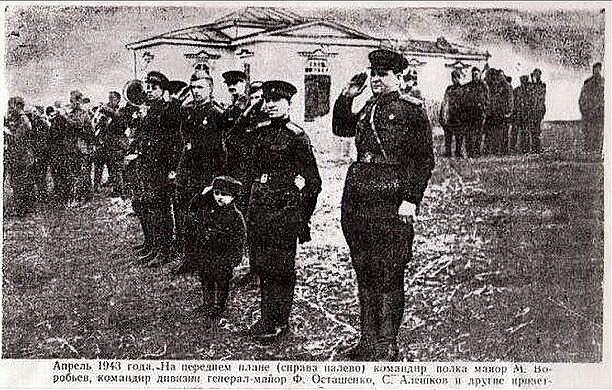 Апрель 1943 года. На переднем плане (справа налево) командир полка майор М. Во-
робьев, командир дивизии генерал-майор Ф. Осташенко, С. Алешков и другие